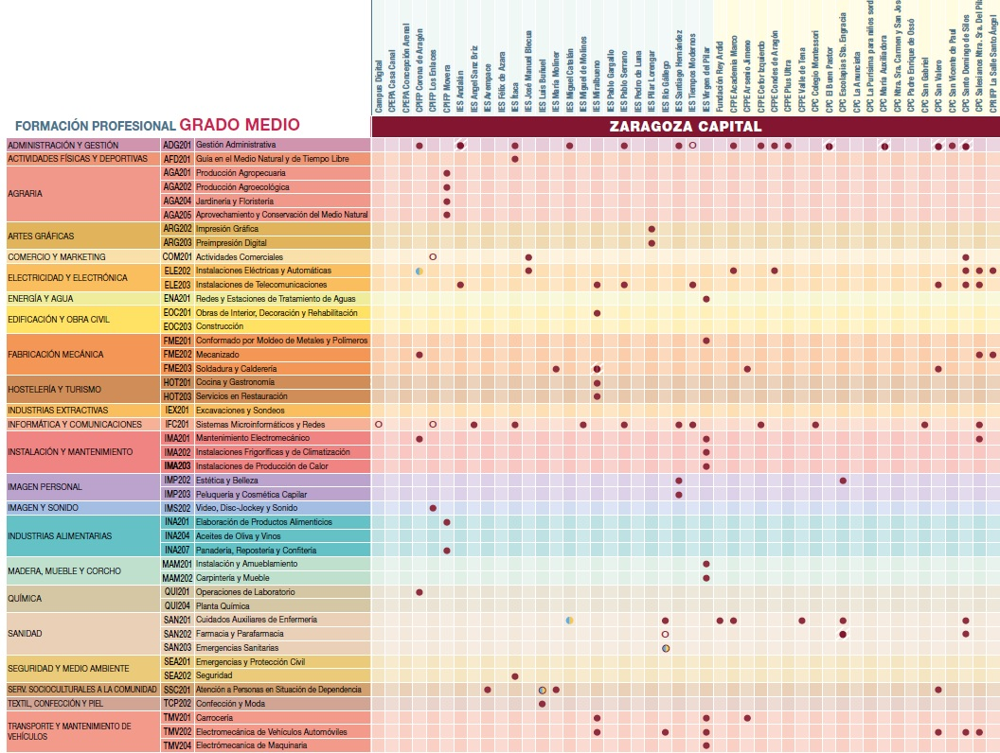 Campus Digital
CPEPA Casa Canal
CPEPA Concepción Arenal
CPIFP Corona de Aragón
CPIFP Los Enlaces
CPIFP Movera
IES Andalán
IES Angel Sanz Briz
IES Avempace
IES Félix de Azara
IES Ítaca
IES José Manuel Blecua
IES Luis Buñuel
IES María Moliner
IES Miguel Catalán
IES Miguel de Molinos
IES Miralbueno
IES Pablo Gargallo
IES Pablo Serrano
IES Pedro de Luna
IES Pilar Lorengar
IES Río Gállego
IES Santiago Hernández
IES Tiempos Modernos
IES Virgen del Pilar
Fundación Rey Ardid
CFPE Academia Marco
CFPE Arsenio Jimeno
CFPE Cetor Izquierdo
CFPE Condes de Aragón
CFPE Plus Ultra
CFPE Valle de Tena
CPC Colegio Montessori
CPC El Buen Pastor
CPC Escolapias Sta. Engracia
CPC La Anunciata
CPC La Purísima para niños sord
CPC María Auxiliadora
CPC Ntra. Sra. Carmen y San Jos
CPC Padre Enrique de Ossó
CPC San Gabriel
CPC San Valero
CPC San Vicente de Paul
CPC Santo Domingo de Silos
CPC Salesianos Ntra. Sra. Del Pila
CPRIFP La Salle Santo Ángel
FORMACIÓN PROFESIONAL GRADO MEDIO
ZARAGOZA CAPITAL
ADMINISTRACIÓN Y GESTIÓN ADG201 Gestión Administrativa
ACTIVIDADES FÍSICAS Y DEPORTIVAS AFD201 Guía en el Medio Natural y de Tiempo Libre
AGRARIA
AGA201 Producción Agropecuaria
AGA202 Producción Agroecológica
AGA204 Jardinería y Floristería
AGA205 Aprovechamiento y Conservación del Medio Natural
ARTES GRÁFICAS
ARG202 Impresión Gráfica
ARG203 Preimpresión Digital
COMERCIO Y MARKETING COM201 Actividades Comerciales
ELECTRICIDAD Y ELECTRÓNICA
ELE202 Instalaciones Eléctricas y Automáticas
ELE203 Instalaciones de Telecomunicaciones
ENERGÍA Y AGUA ENA201 Redes y Estaciones de Tratamiento de Aguas
EDIFICACIÓN Y OBRA CIVIL
EOC201 Obras de Interior, Decoración y Rehabilitación
EOC203 Construcción
FABRICACIÓN MECÁNICA
FME201 Conformado por Moldeo de Metales y Polímeros
FME202 Mecanizado
FME203 Soldadura y Calderería
HOSTELERÍA Y TURISMO
HOT201 Cocina y Gastronomía
HOT203 Servicios en Restauración
INDUSTRIAS EXTRACTIVAS IEX201 Excavaciones y Sondeos
INFORMÁTICA Y COMUNICACIONES IFC201 Sistemas Microinformáticos y Redes
INSTALACIÓN Y MANTENIMIENTO
IMA201 Mantenimiento Electromecánico
IMA202 Instalaciones Frigoríficas y de Climatización
IMA203 Instalaciones de Producción de Calor
IMAGEN PERSONAL
IMP202 Estética y Belleza
IMP203 Peluquería y Cosmética Capilar
IMAGEN Y SONIDO IMS202 Video, Disc-Jockey y Sonido
INDUSTRIAS ALIMENTARIAS
INA201 Elaboración de Productos Alimenticios
INA204 Aceites de Oliva y Vinos
INA207 Panadería, Repostería y Confitería
MADERA, MUEBLE Y CORCHO
MAM201 Instalación y Amueblamiento
MAM202 Carpintería y Mueble
QUÍMICA
QUI201 Operaciones de Laboratorio
QUI204 Planta Química
SANIDAD
SAN201 Cuidados Auxiliares de Enfermería
SAN202 Farmacia y Parafarmacia
SAN203 Emergencias Sanitarias
SEGURIDAD Y MEDIO AMBIENTE
SEA201 Emergencias y Protección Civil
SEA202 Seguridad
SERV. SOCIOCULTURALES A LA COMUNIDAD SSC201 Atención a Personas en Situación de Dependencia
TEXTIL, CONFECCIÓN Y PIEL TCP202 Confección y Moda
TRANSPORTE Y MANTENIMIENTO DE
VEHÍCULOS
TMV201 Carrocería
TMV202 Electromecánica de Vehículos Automóviles
TMV204 Electrómecanica de Maquinaria